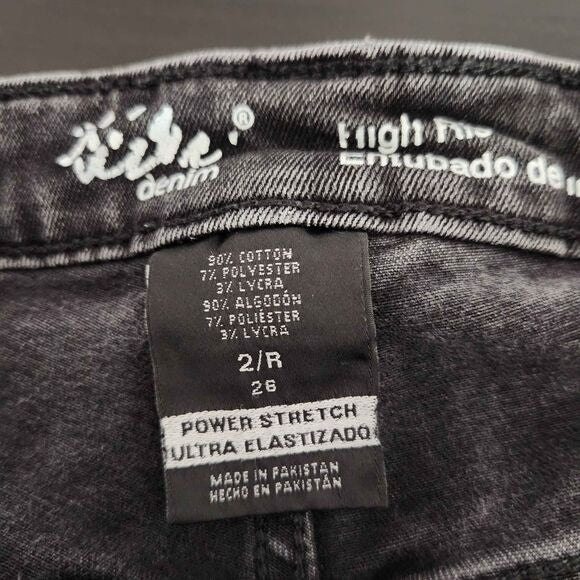 ®
denim
High
Entubado de
90% COTTON
7% POLYESTER
3% LYCRA
90% ALGODÓN
7% POLIÉSTER
3% LYCRA
2/R
26
POWER STRETCH
ULTRA ELASTIZADO
MADE IN PAKISTAN
HECHO EN PAKISTÁN